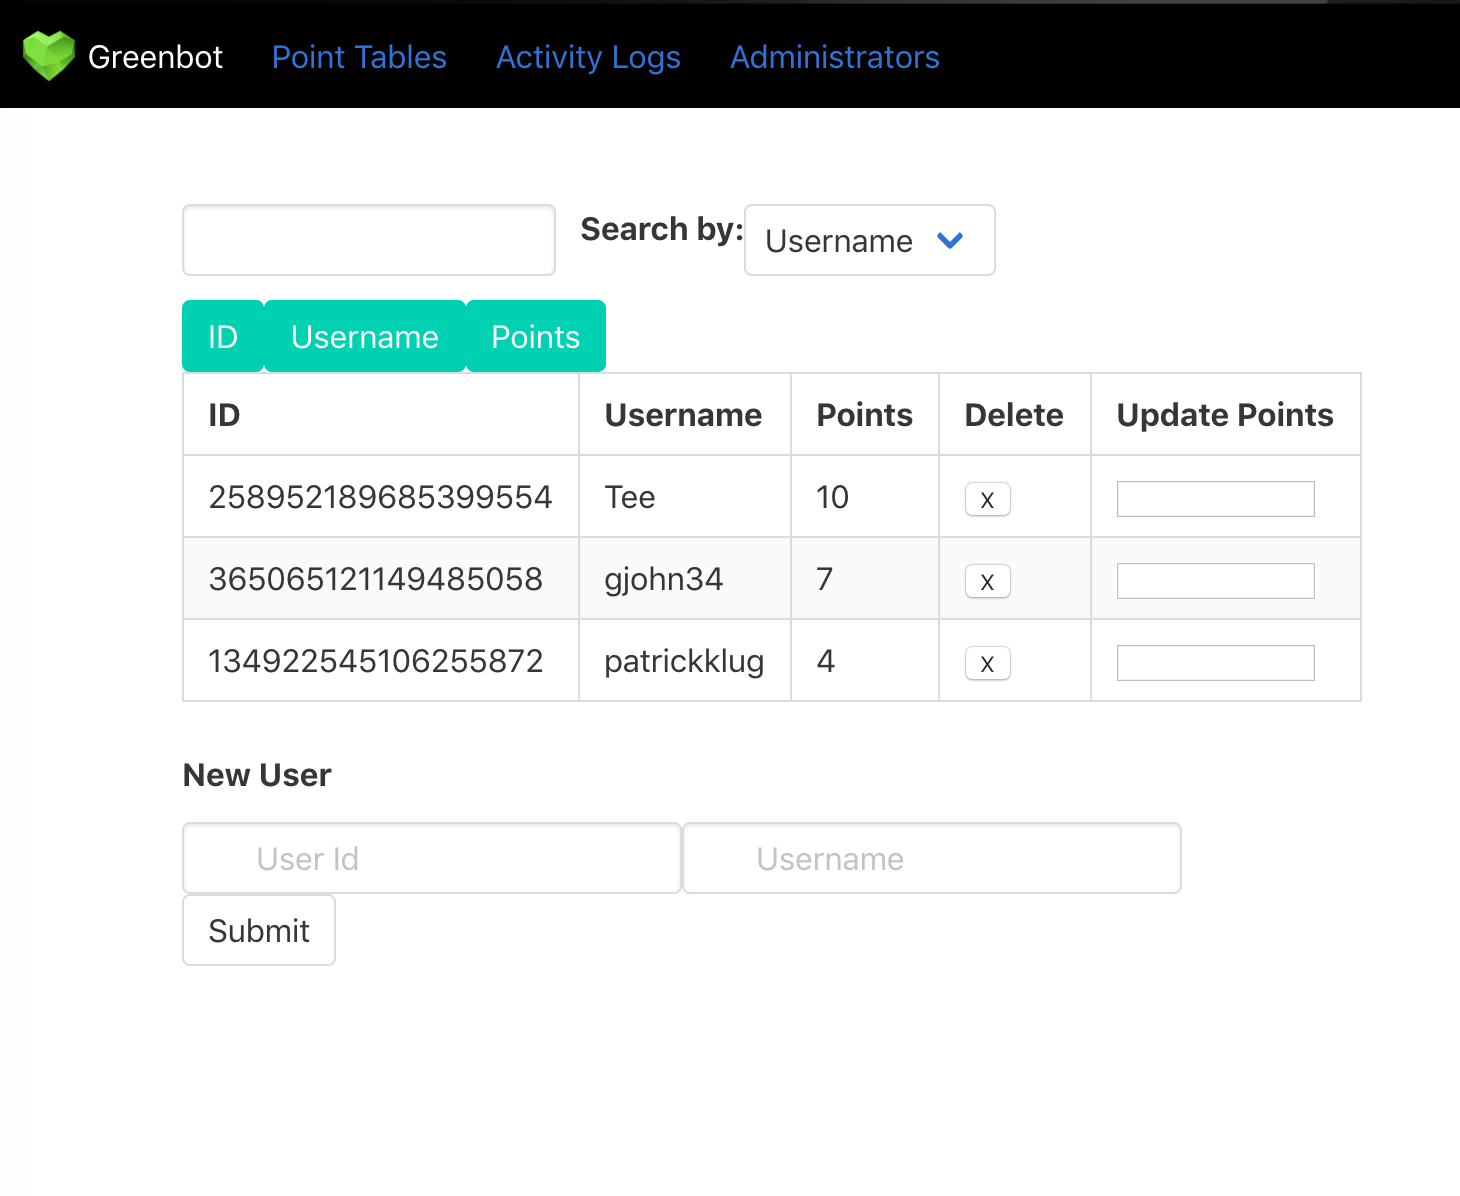 Greenbot Point Tables Activity Logs Administrators
Search by: Username
ID Username Points
ID Username Points Delete Update Points
258952189685399554 Tee 10 x
365065121149485058 gjohn34 7 x
134922545106255872 patrickklug 4 x
New User
User Id Username
Submit